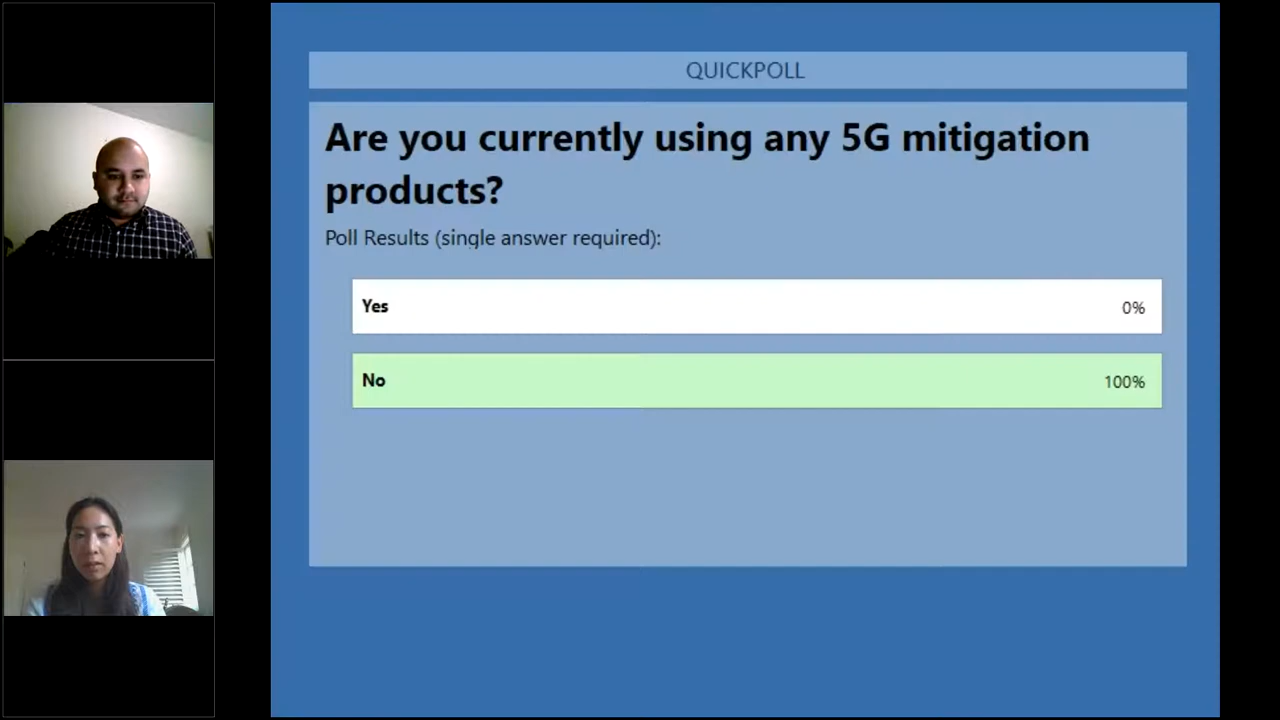 QUICKPOLL
Are you currently using any 5G mitigation
products?
Poll Results (single answer required):
Yes 0%
No 100%